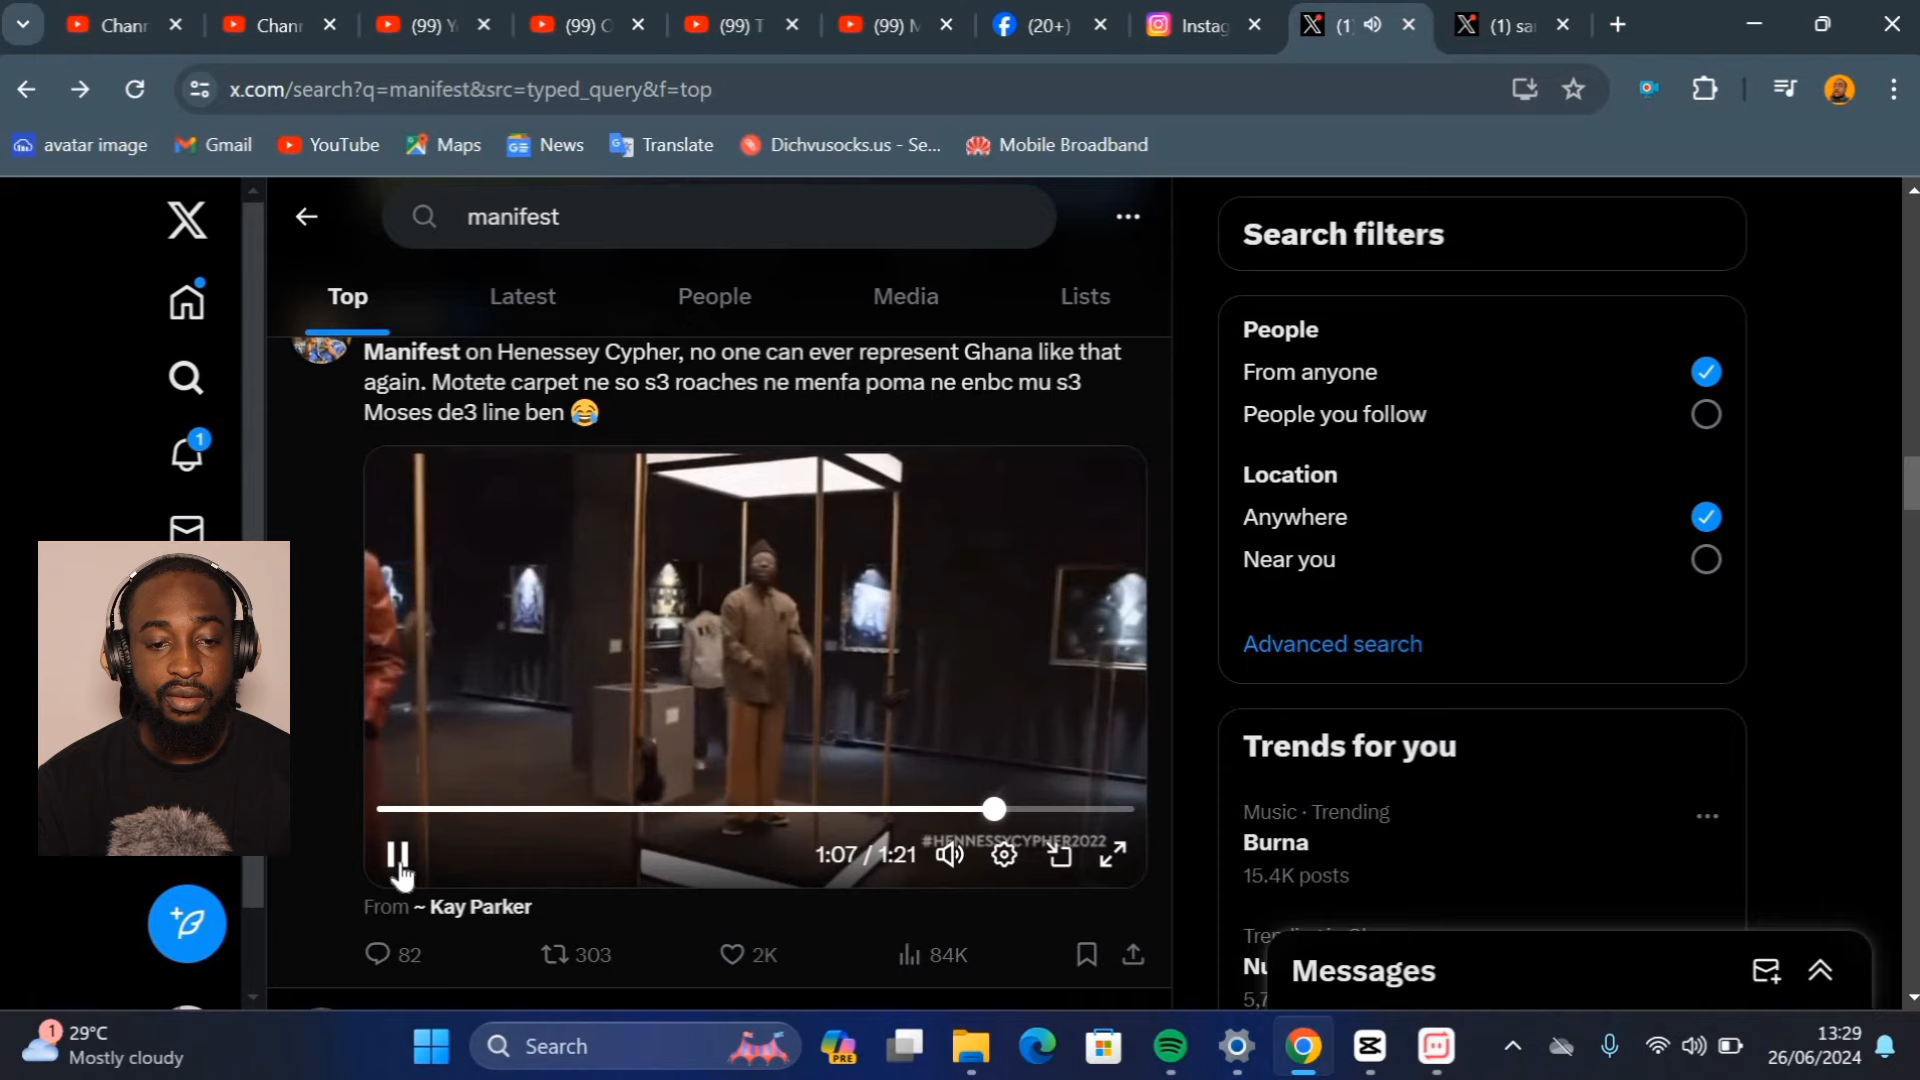 Chanr
Chanr
(99)
(99)
(99) T
(99)
(20+)
Instag
(1)
(1) sa
x.com/search?q=manifest&src=typed_query&f=top
avatar image
Gmail
YouTube
Maps
News
Translate
Dichvusocks.us - Se...
Mobile Broadband
manifest
Top
Latest
People
Media
Lists
Manifest on Henessey Cypher, no one can ever represent Ghana like that
again. Motete carpet ne so s3 roaches ne menfa poma ne enbc mu s3
Moses de3 line ben 😂
#HENNESSYCYPHER2022
1:07 / 1:21
From ~ Kay Parker
82
303
2K
84K
1
Search filters
People
From anyone
People you follow
Location
Anywhere
Near you
Advanced search
Trends for you
Music · Trending
Burna
15.4K posts
Messages
1
29°C
Mostly cloudy
Search
PRE
13:29
26/06/2024